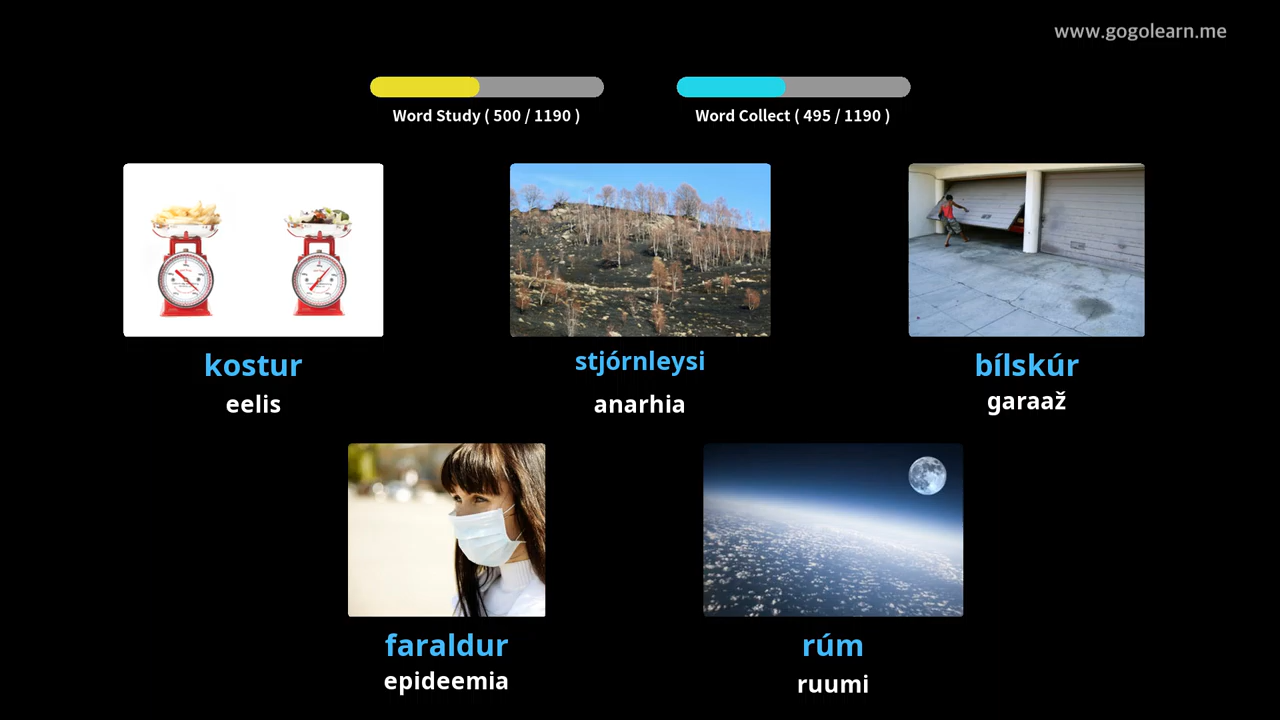 www.gogolearn.me
Word Study ( 500 / 1190 )
Word Collect ( 495 / 1190 )
kostur
eelis
stjórnleysi
anarhia
bílskúr
garaaž
faraldur
epideemia
rúm
ruumi